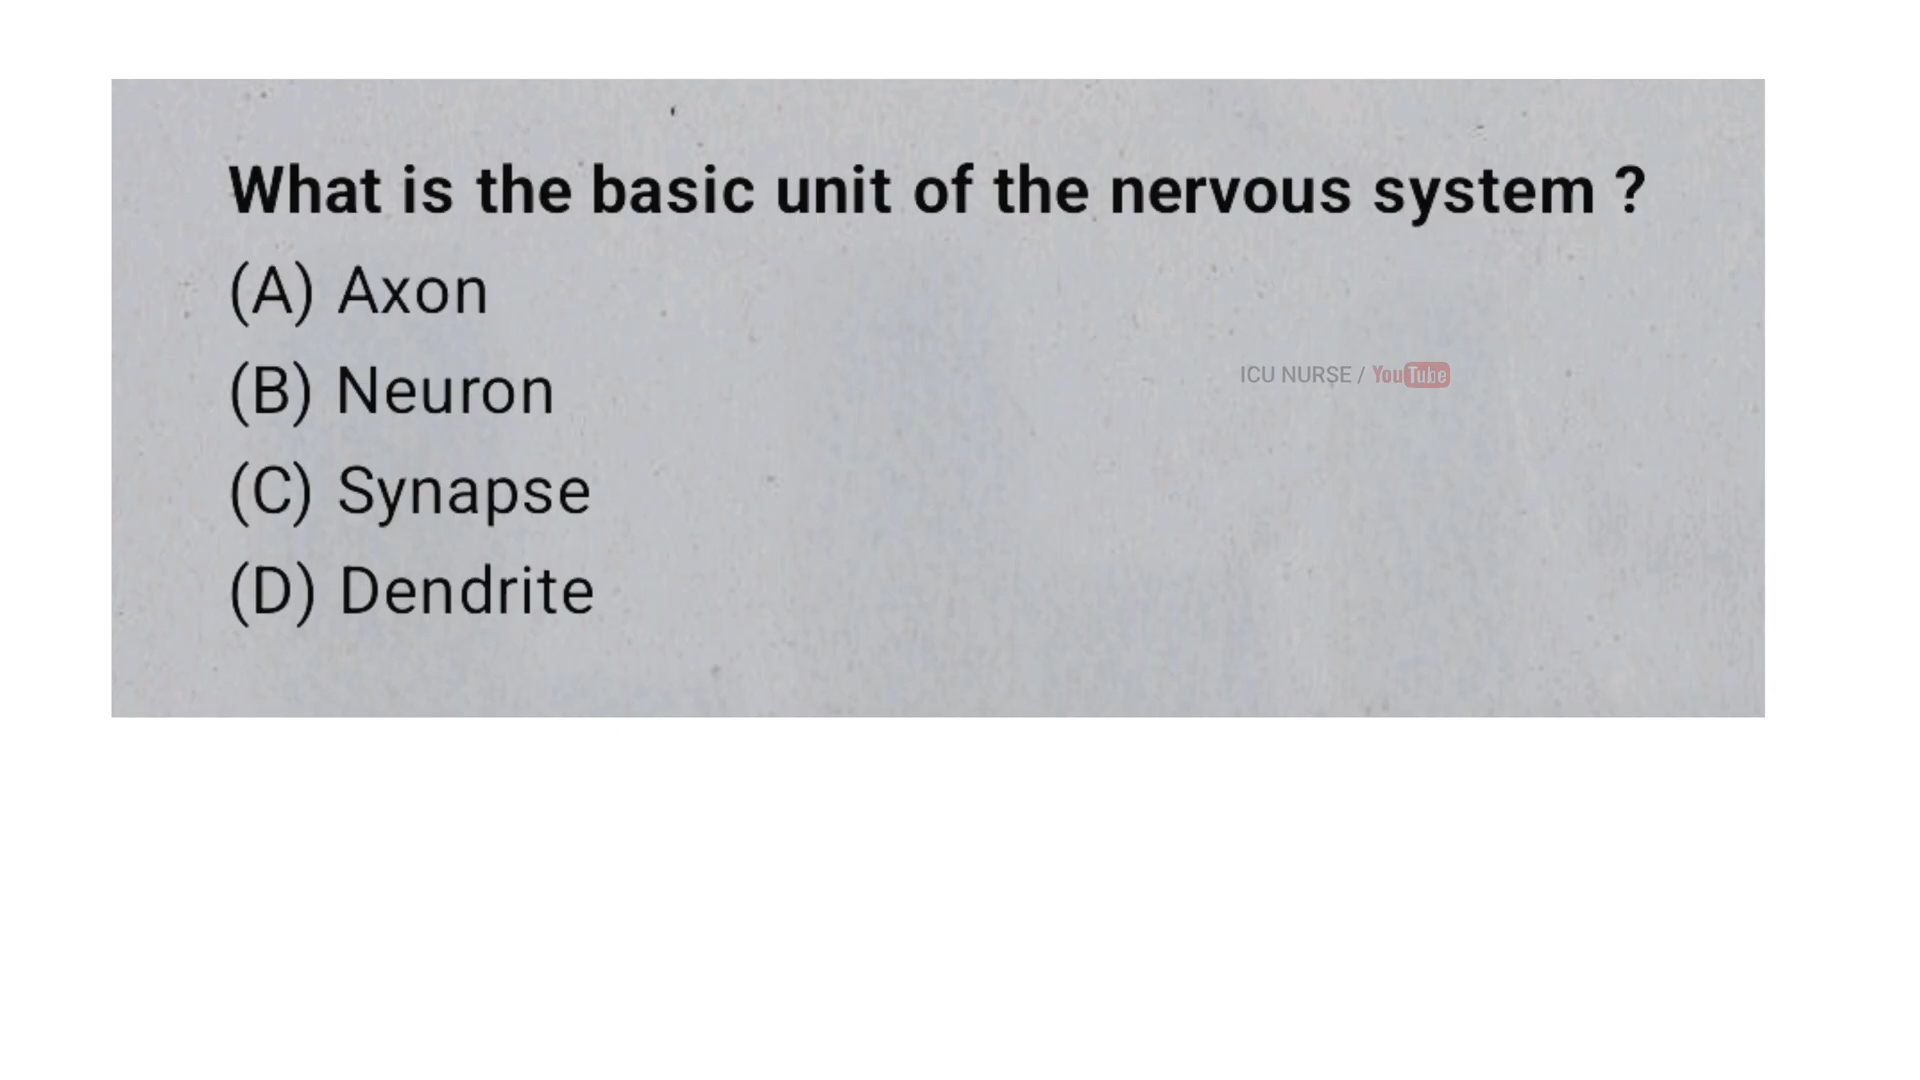 What is the basic unit of the nervous system ?
(A) Axon
(B) Neuron
ICU NURSE / YouTube
(C) Synapse
(D) Dendrite